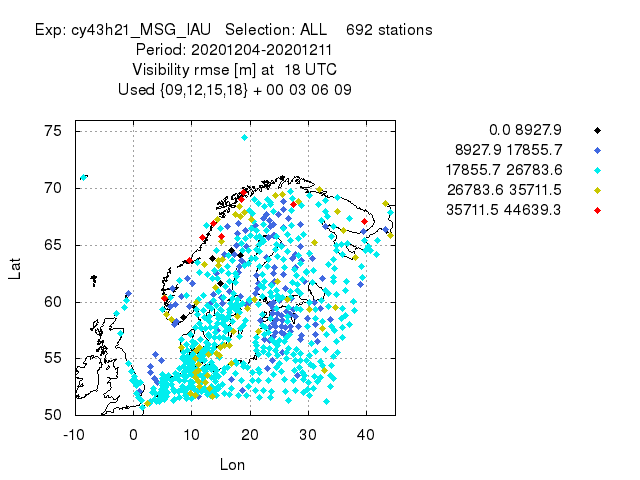 Exp: cy43h21_MSG_IAU   Selection: ALL    692 stations
Period: 20201204-20201211
Visibility rmse [m] at  18 UTC
Used {09,12,15,18} + 00 03 06 09
0.0 8927.9
8927.9 17855.7
17855.7 26783.6
26783.6 35711.5
35711.5 44639.3
75
70
65
60
55
50
Lat
-10 0 10 20 30 40
Lon